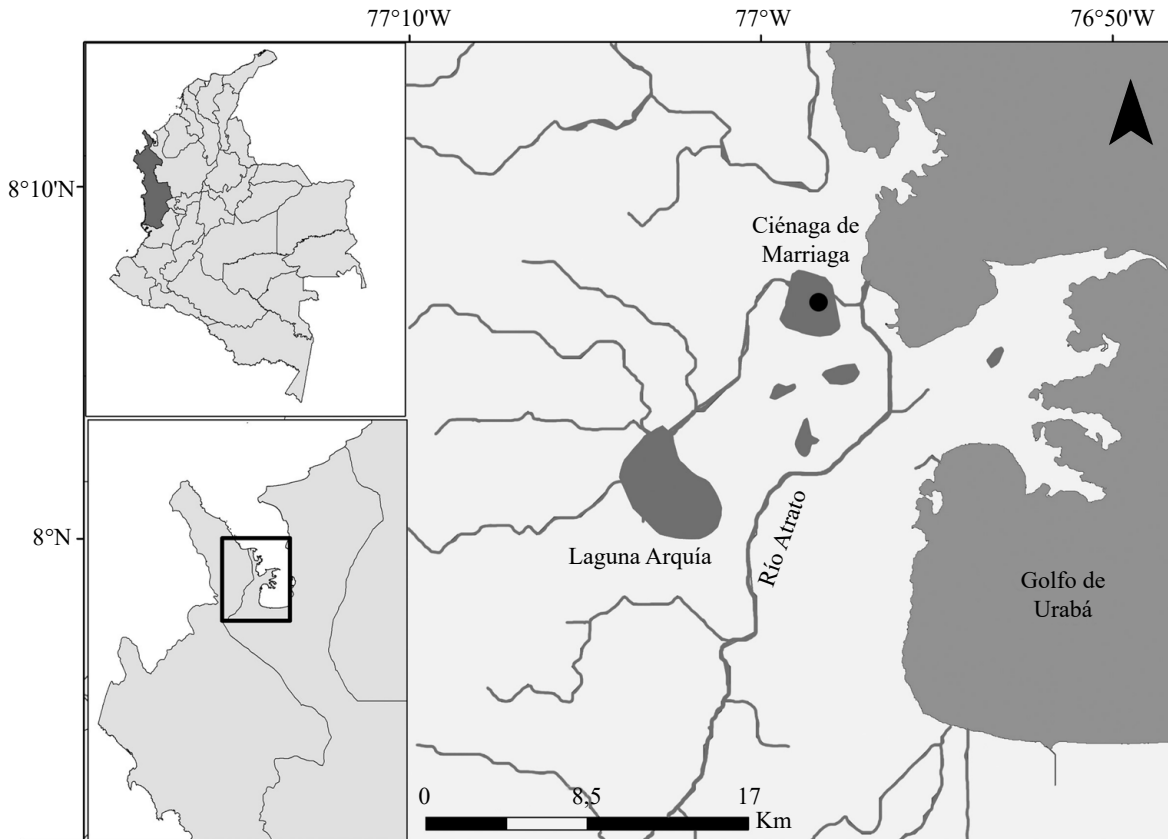 77°10'W
77°W
76°50'W
8°10'N
8°N
Ciénaga de
Marriaga
Laguna Arquía
Río Atrato
Golfo de
Urabá
0
8,5
17
Km